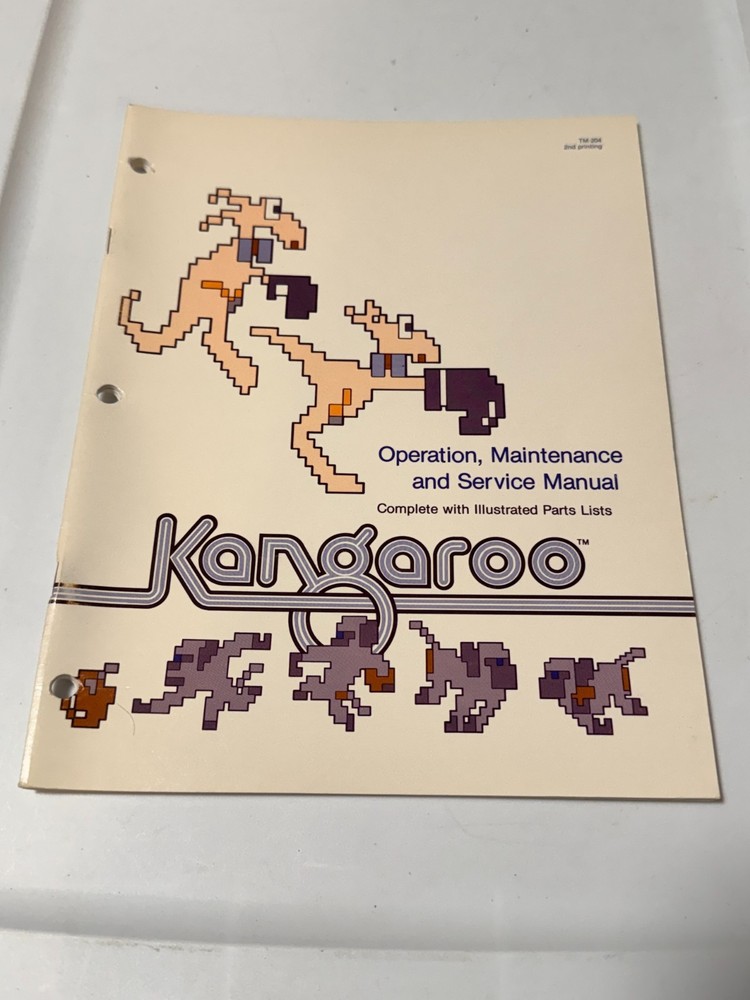 TM-204
2nd printing
Operation, Maintenance
and Service Manual
Complete with Illustrated Parts Lists
Kangaroo™